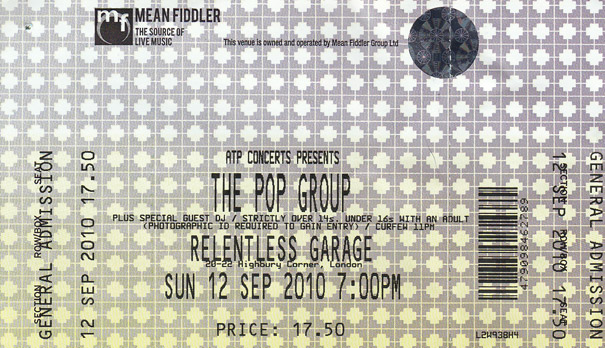 mf
MEAN FIDDLER
THE SOURCE OF
LIVE MUSIC
This venue is owned and operated by Mean Fiddler Group Ltd
SECTION ROW/BOX SEAT
GENERAL ADMISSION
12 SEP 2010 17.50
ATP CONCERTS PRESENTS
THE POP GROUP
PLUS SPECIAL GUEST DJ / STRICTLY OVER 14s. UNDER 16s WITH AN ADULT
(PHOTOGRAPHIC ID REQUIRED TO GAIN ENTRY) / CURFEW 11PM
RELENTLESS GARAGE
20-22 Highbury Corner, London
SUN 12 SEP 2010 7:00PM
PRICE: 17.50
479098462789
L2W938H4
GENERAL ADMISSION
SECTION ROW/BOX SEAT
12 SEP 2010 17.50